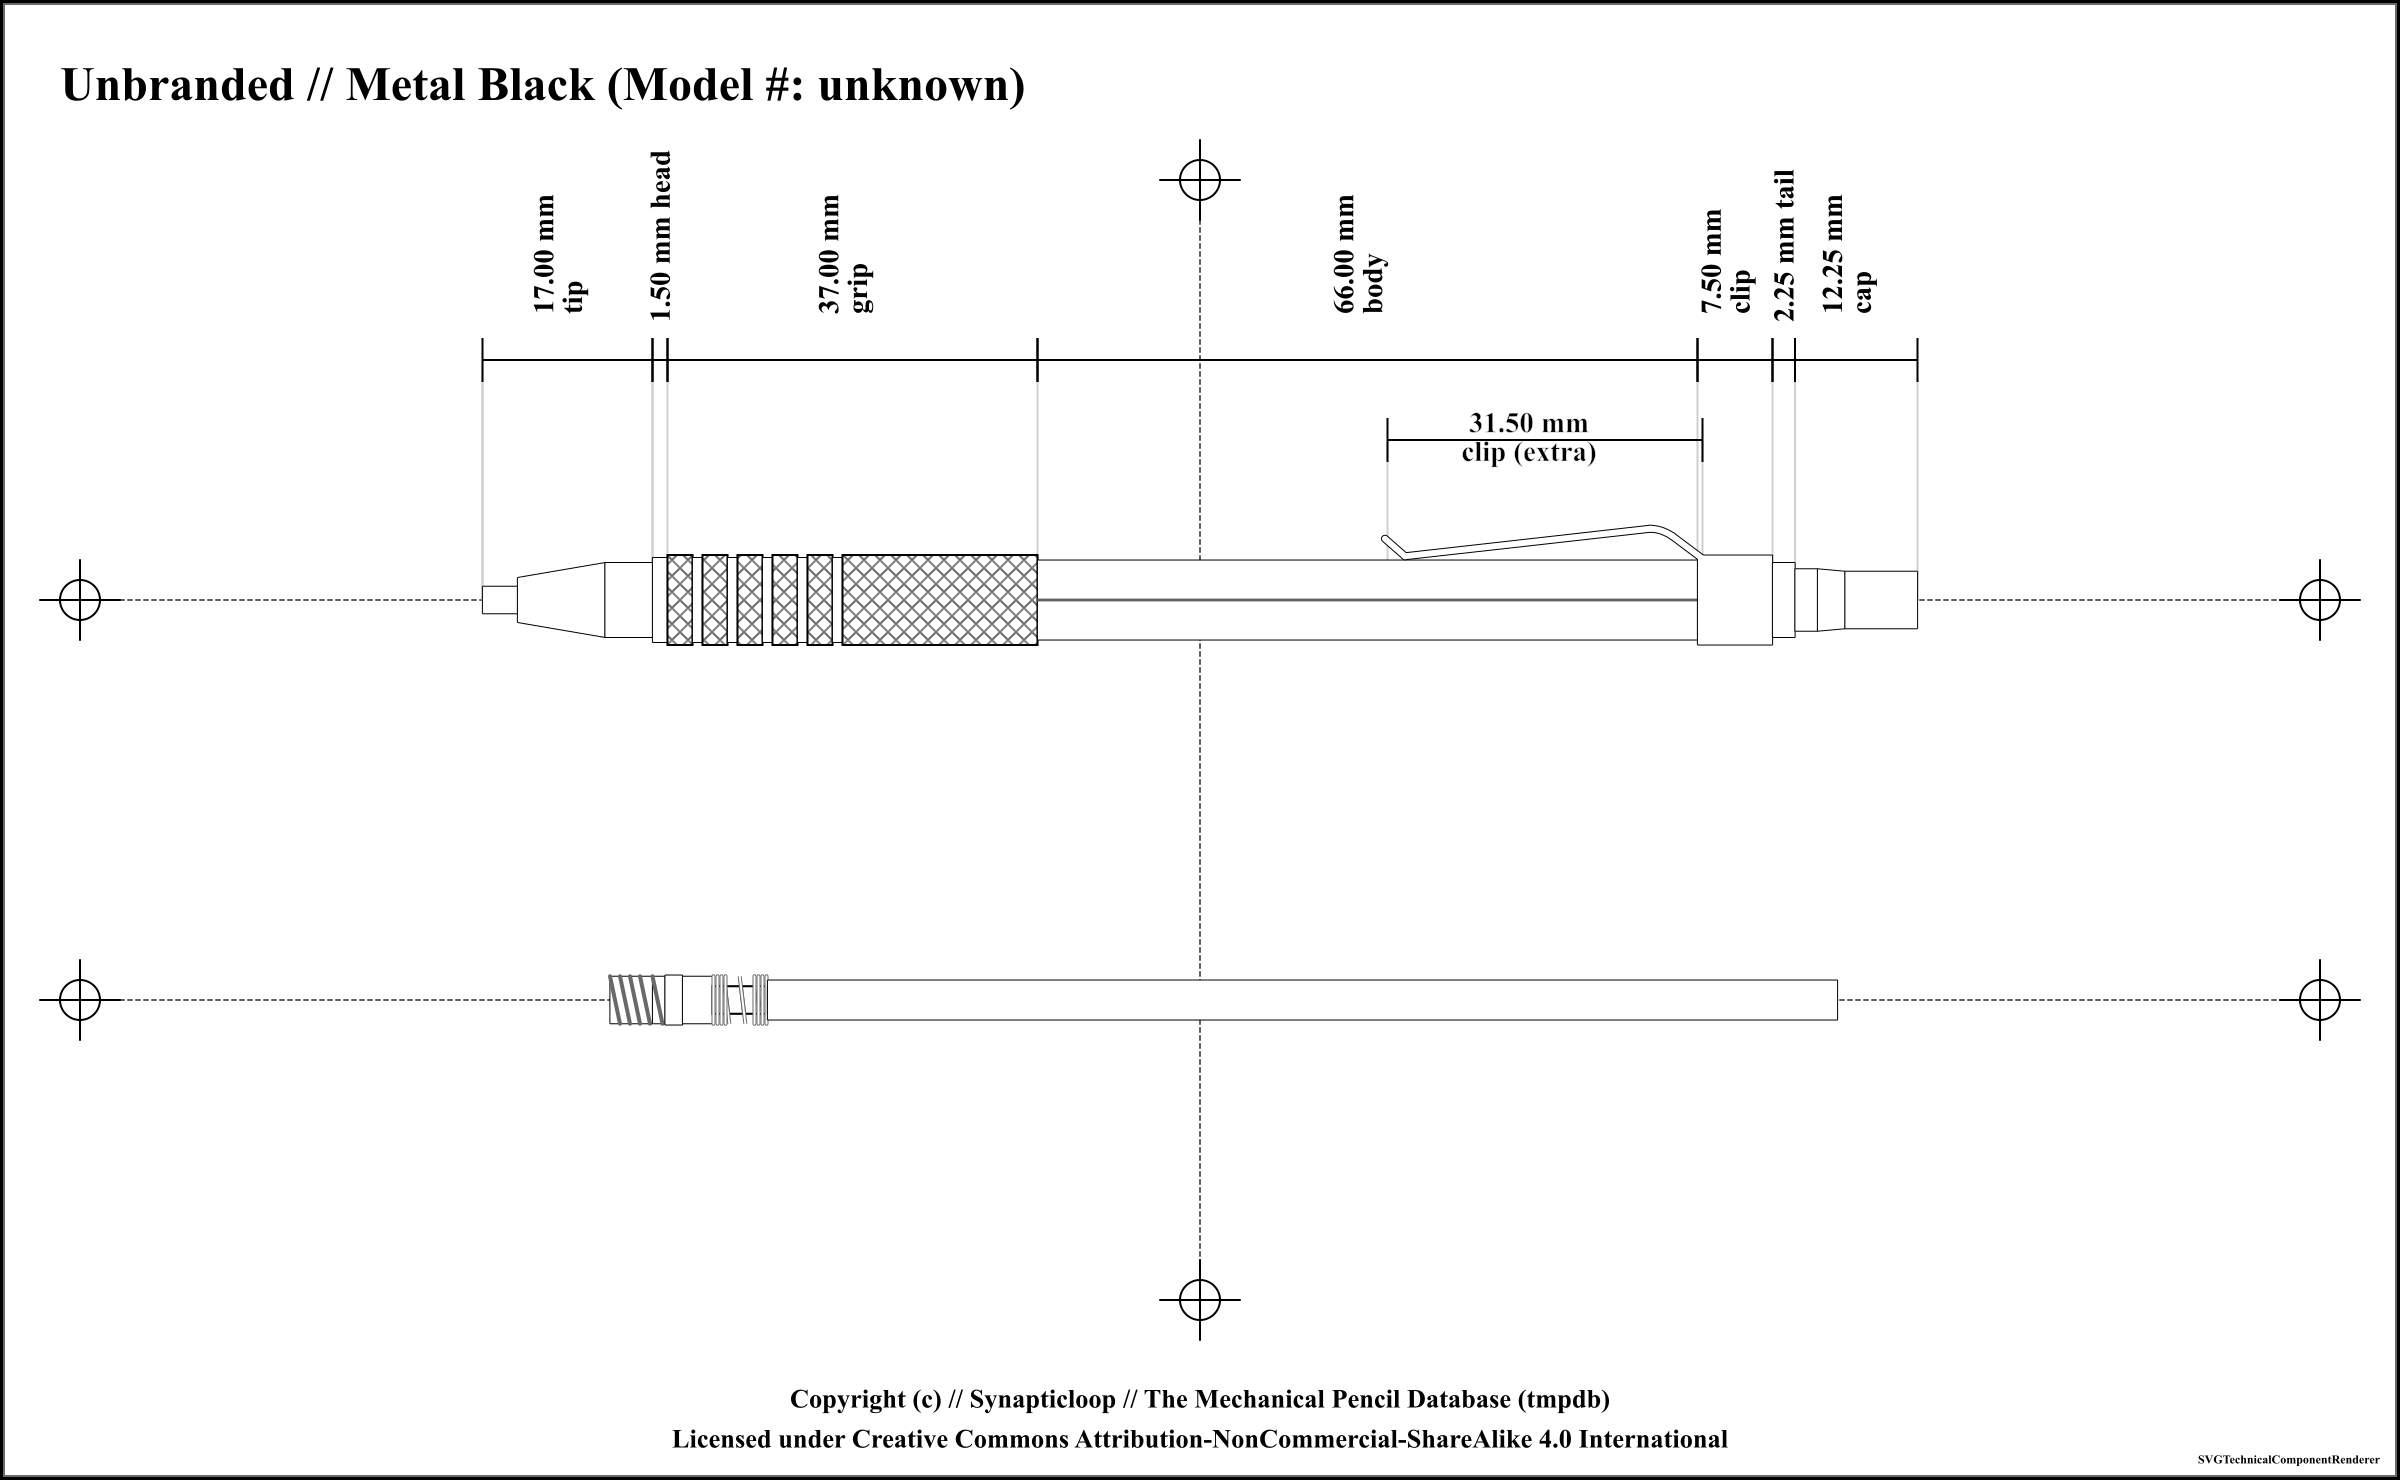 Unbranded // Metal Black (Model #: unknown)
17.00 mm
tip
1.50 mm head
37.00 mm
grip
66.00 mm
body
7.50 mm
clip
2.25 mm tail
12.25 mm
cap
31.50 mm
clip (extra)
Copyright (c) // Synapticloop // The Mechanical Pencil Database (tmpdb)
Licensed under Creative Commons Attribution-NonCommercial-ShareAlike 4.0 International
SVGTechnicalComponentRenderer